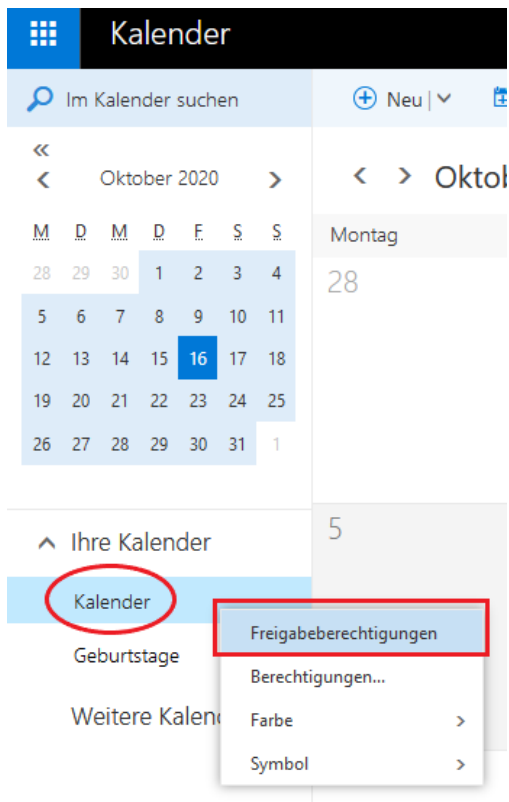 Kalender
Im Kalender suchen
Neu
Oktober 2020
M D M D F S S
28 29 30 1 2 3 4
5 6 7 8 9 10 11
12 13 14 15 16 17 18
19 20 21 22 23 24 25
26 27 28 29 30 31 1
Oktob
Montag
28
5
Ihre Kalender
Kalender
Geburtstage
Weitere Kalen
Freigabeberechtigungen
Berechtigungen...
Farbe
Symbol